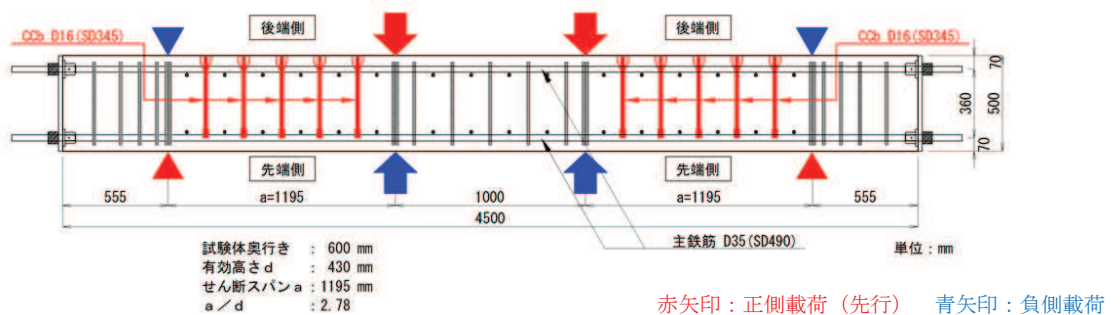 後端側
後端側
CCb D16(SD345)
CCb D16(SD345)
70
360
500
70
先端側
先端側
555
a=1195
1000
a=1195
555
4500
主鉄筋 D35(SD490)
単位：mm
試験体奥行き ： 600 mm
有効高さｄ ： 430 mm
せん断スパンａ：1195 mm
ａ／ｄ ：2.78
赤矢印：正側載荷（先行） 青矢印：負側載荷